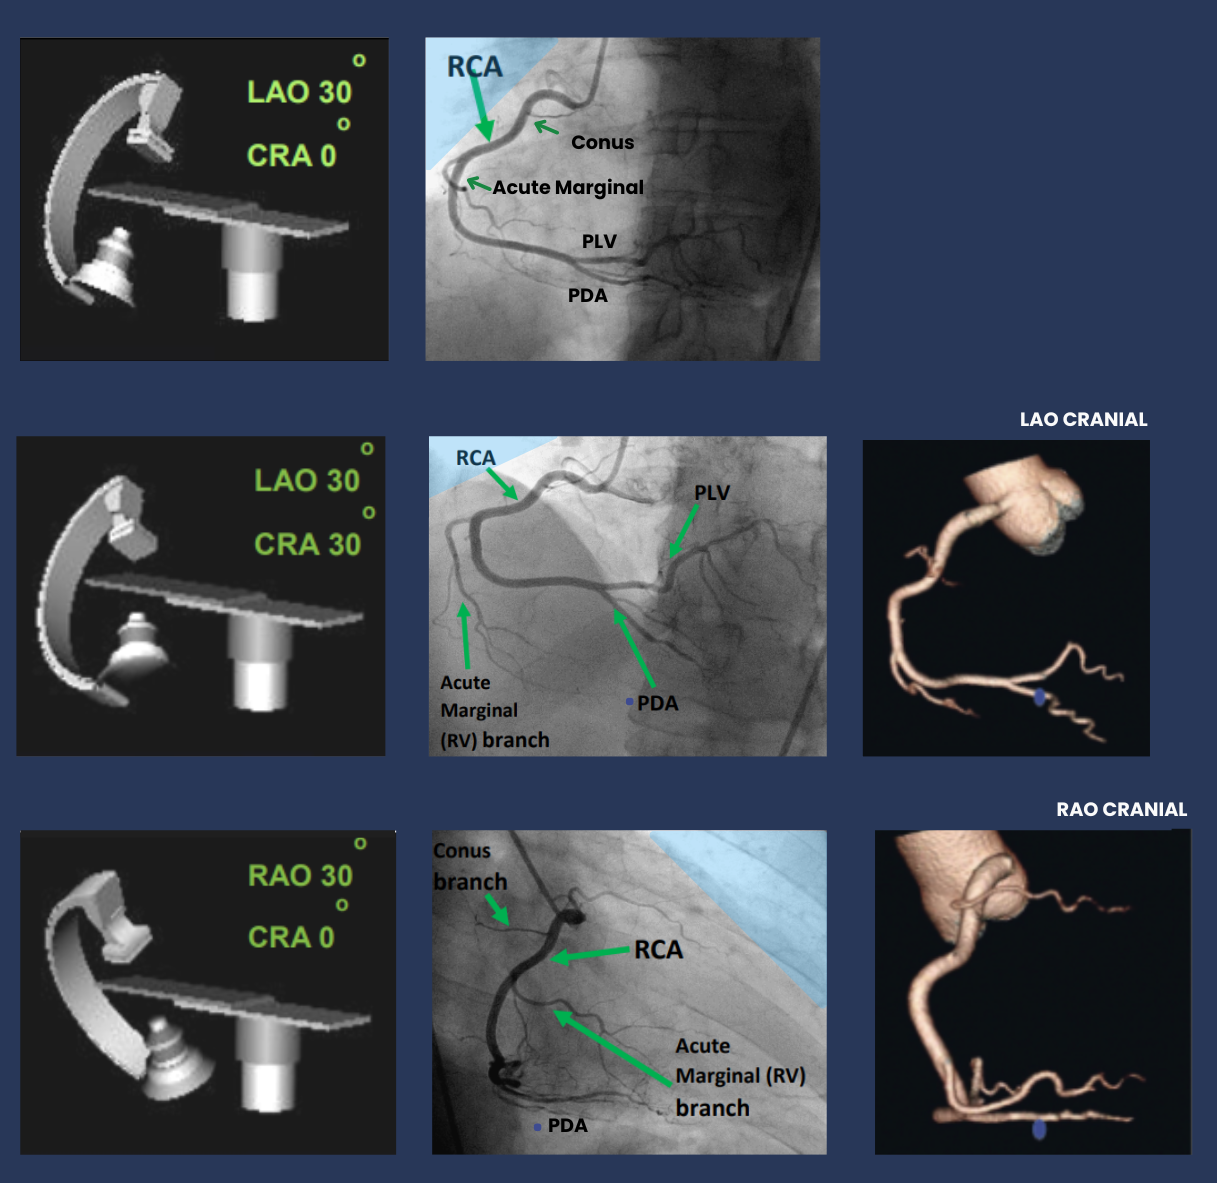 LAO 30°
CRA 0°
RCA
Conus
Acute Marginal
PLV
PDA
LAO CRANIAL
LAO 30°
CRA 30°
RCA
PLV
Acute
Marginal
(RV) branch
PDA
RAO CRANIAL
RAO 30°
CRA 0°
Conus
branch
RCA
Acute
Marginal (RV)
branch
PDA